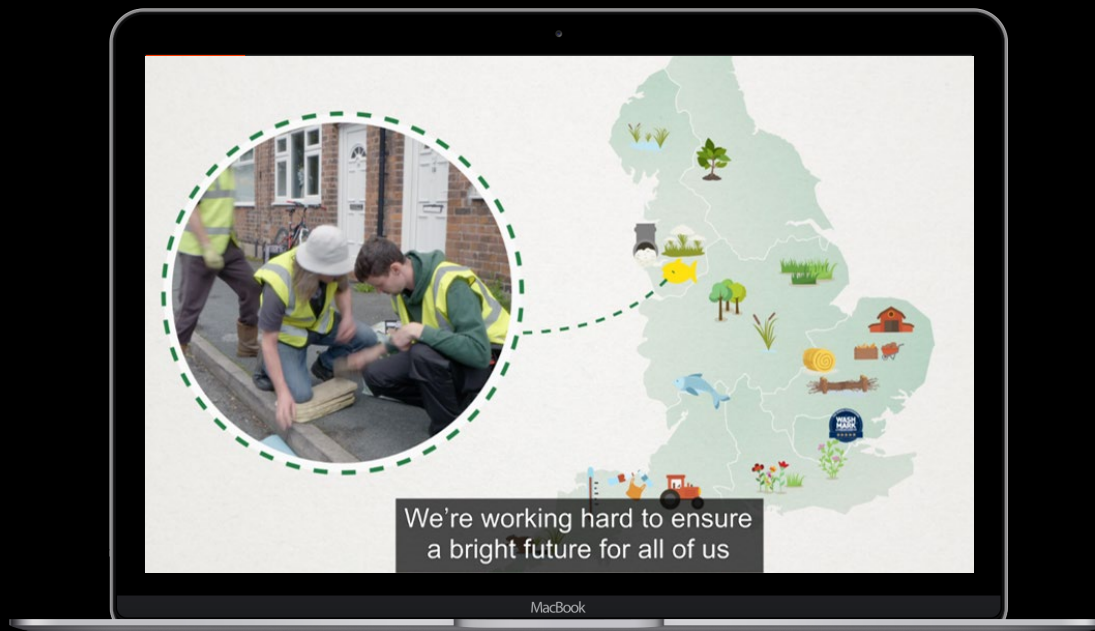 WASH
MARK
We're working hard to ensure
a bright future for all of us
MacBook